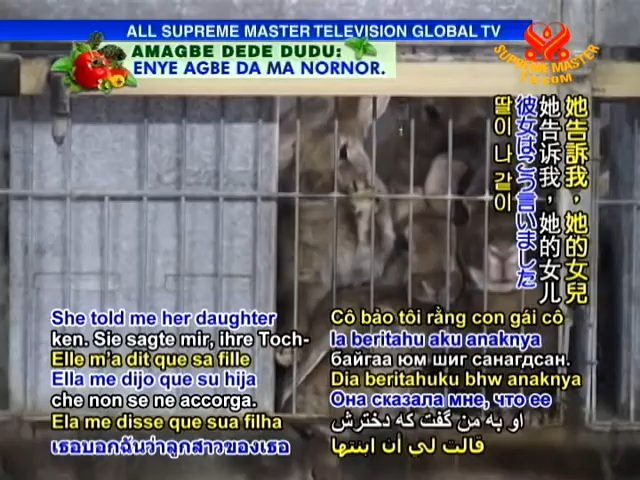 ALL SUPREME MASTER TELEVISION GLOBAL TV
AMAGBE DEDE DUDU:
ENYE AGBE DA MA NORNOR.
SUPREME MASTER
TV.COM
她告訴我，她的女兒
她告诉我，她的女儿
彼女はこう言いました
딸이 나 같이
She told me her daughter
ken. Sie sagte mir, ihre Toch-
Elle m'a dit que sa fille
Ella me dijo que su hija
che non se ne accorga.
Ela me disse que sua filha
เธอบอกฉันว่าลูกสาวของเธอ
Cô bảo tôi rằng con gái cô
Ia beritahu aku anaknya
байгаа юм шиг санагдсан.
Dia beritahuku bhw anaknya
Она сказала мне, что ее
او به من گفت که دخترش
قالت لي أن ابنتها